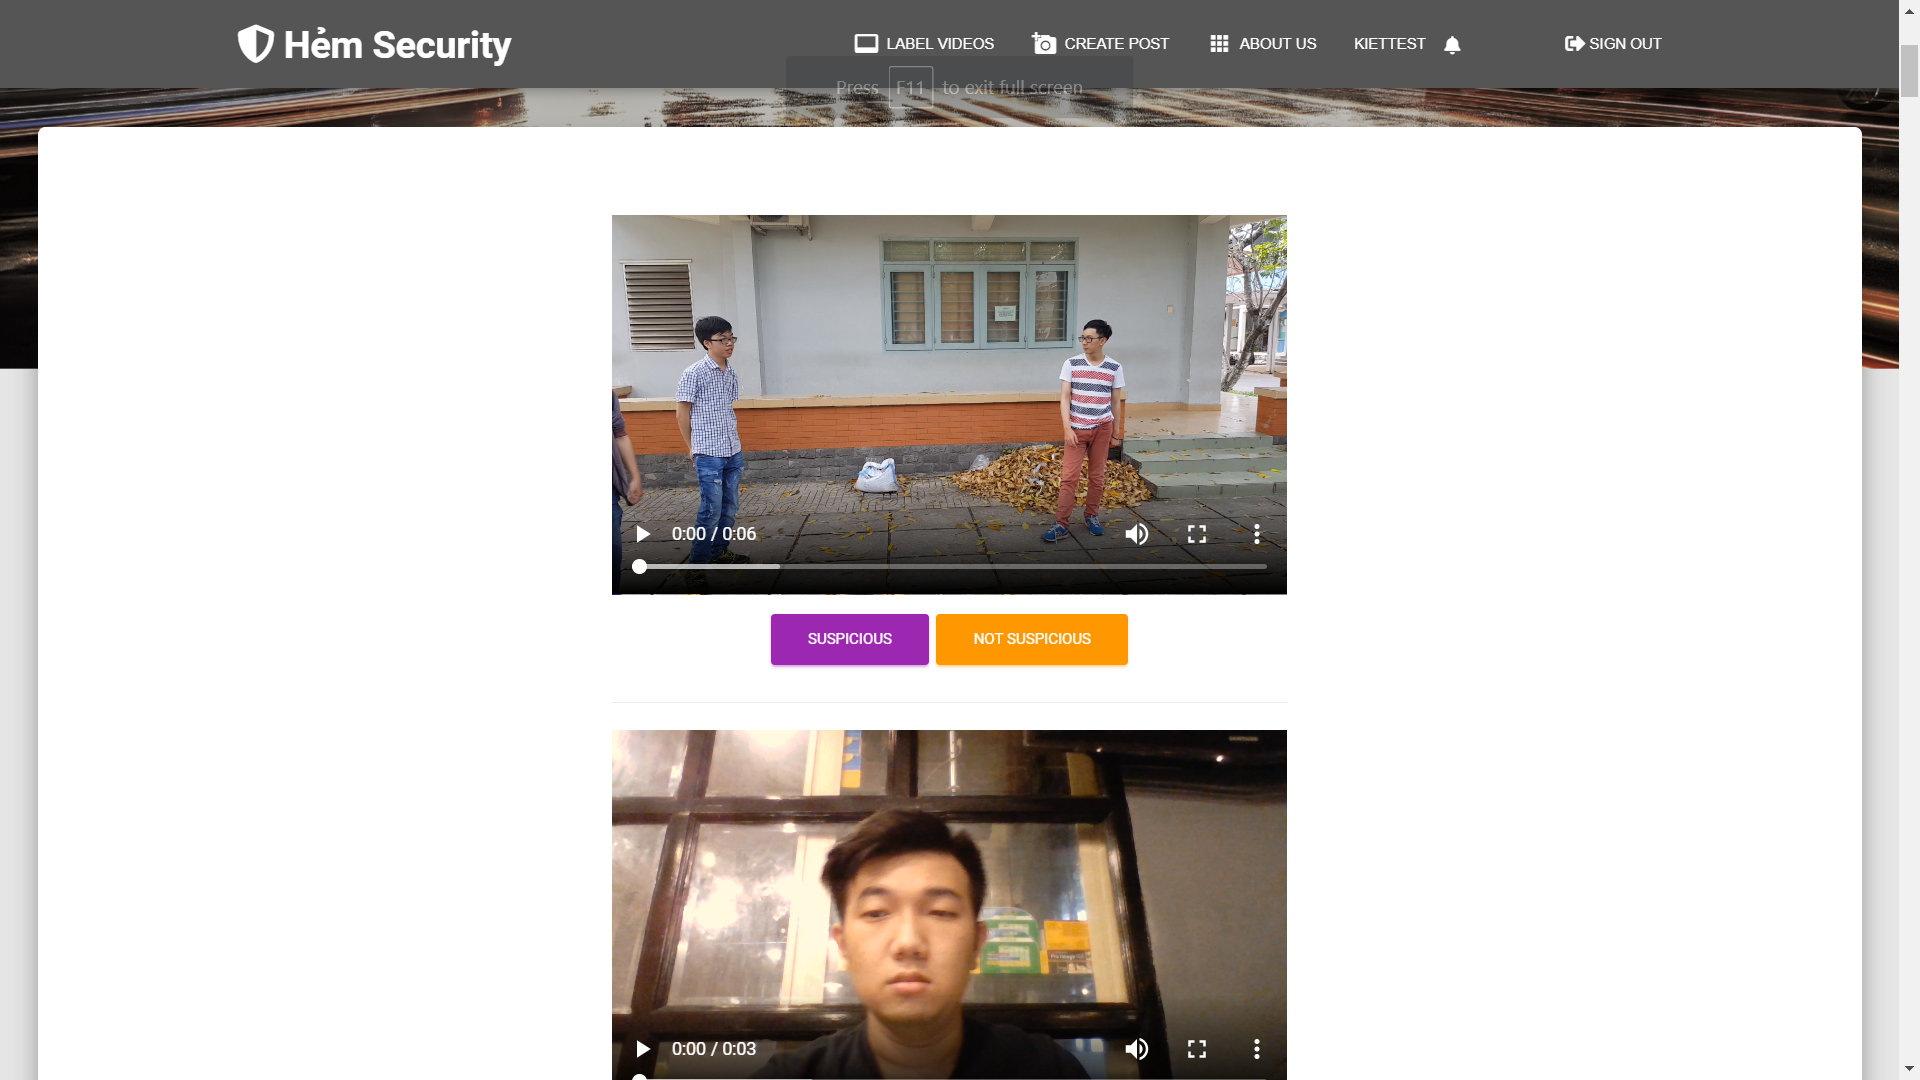 Hẻm Security
LABEL VIDEOS
CREATE POST
ABOUT US
KIETTEST
SIGN OUT
Press F11 to exit full screen
0:00 / 0:06
SUSPICIOUS
NOT SUSPICIOUS
0:00 / 0:03